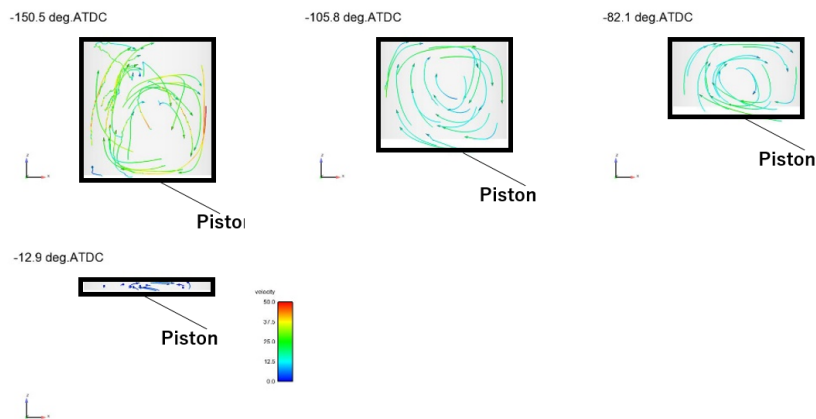 -150.5 deg.ATDC
-105.8 deg.ATDC
-82.1 deg.ATDC
Piston
Piston
Piston
-12.9 deg.ATDC
Piston
velocity
50.0
37.5
25.0
12.5
0.0